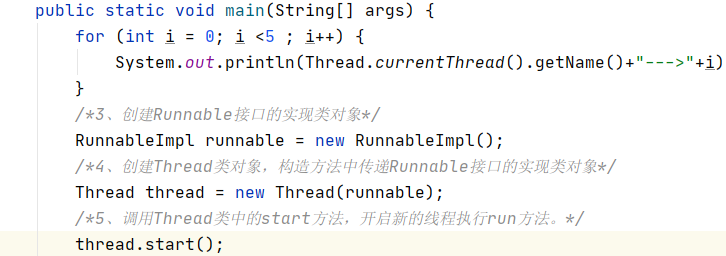 public static void main(String[] args) {
for (int i = 0; i <5 ; i++) {
System.out.println(Thread.currentThread().getName()+"--->"+i)
}
/*3、创建Runnable接口的实现类对象*/
RunnableImpl runnable = new RunnableImpl();
/*4、创建Thread类对象，构造方法中传递Runnable接口的实现类对象*/
Thread thread = new Thread(runnable);
/*5、调用Thread类中的start方法，开启新的线程执行run方法。*/
thread.start();